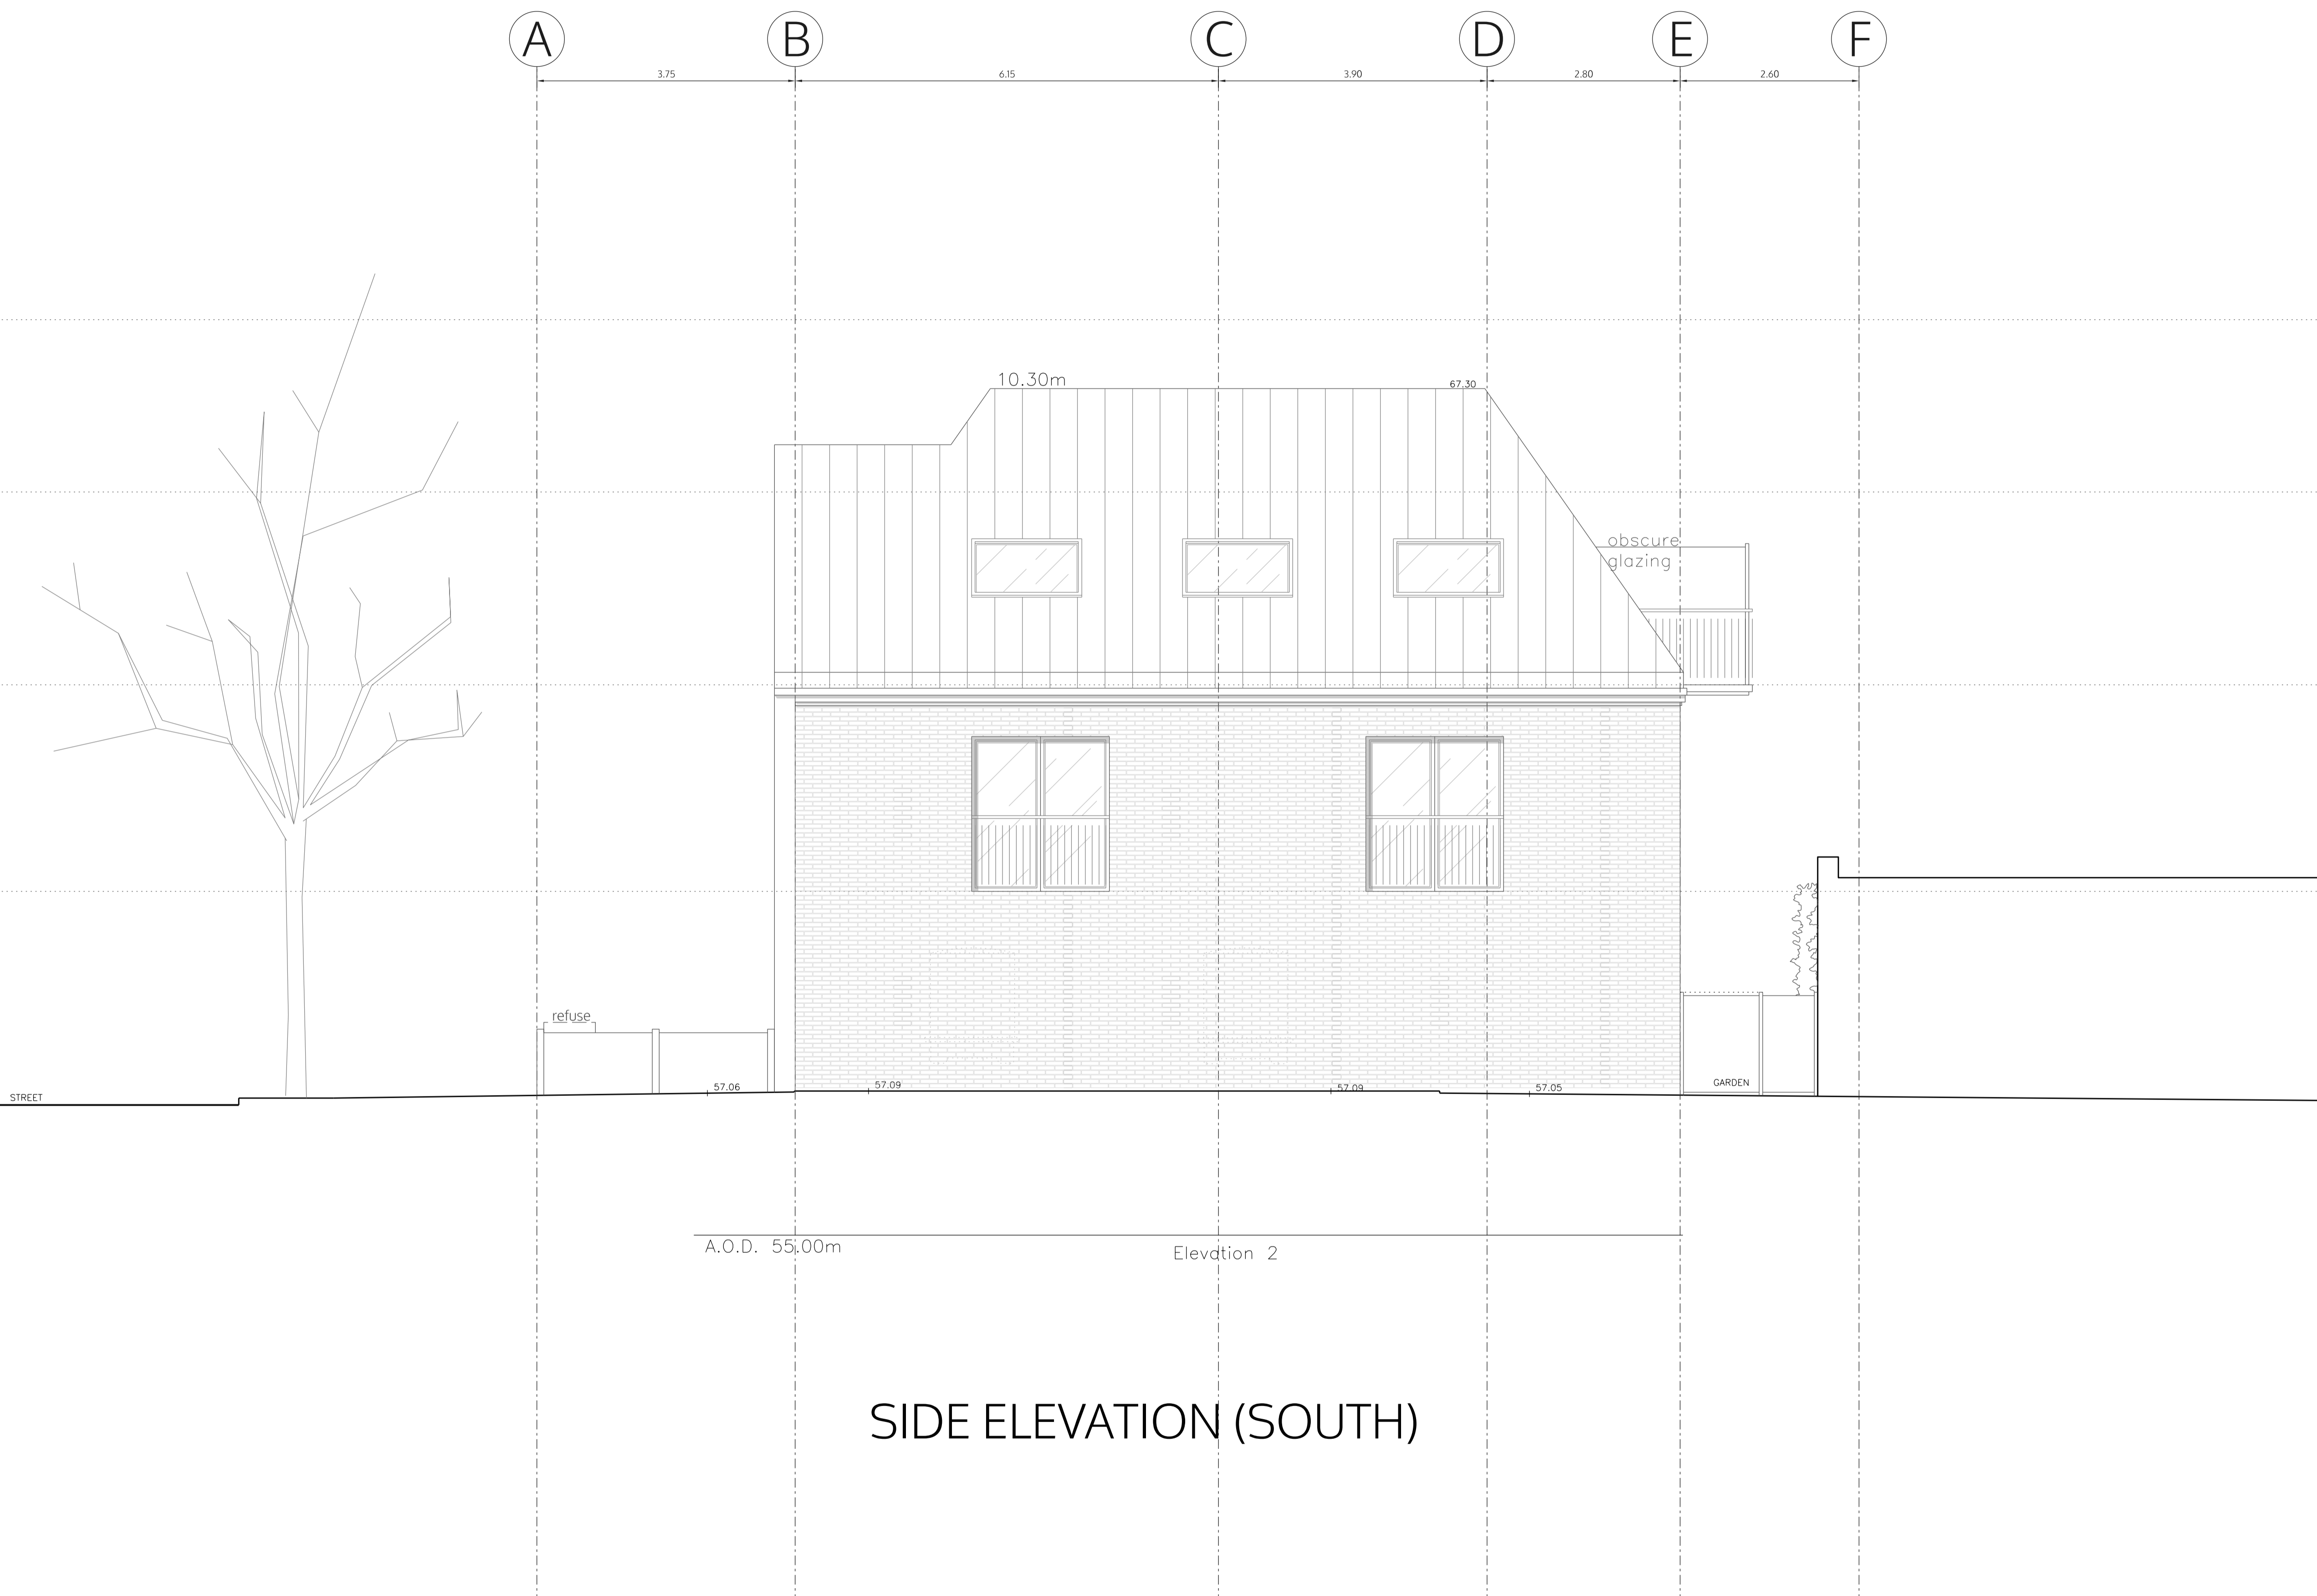 A B C D E F
3.75 6.15 3.90 2.80 2.60
10.30m
67.30
obscure
glazing
refuse
STREET
57.06
57.09
57.09
57.05
GARDEN
A.O.D. 55.00m
Elevation 2
SIDE ELEVATION (SOUTH)